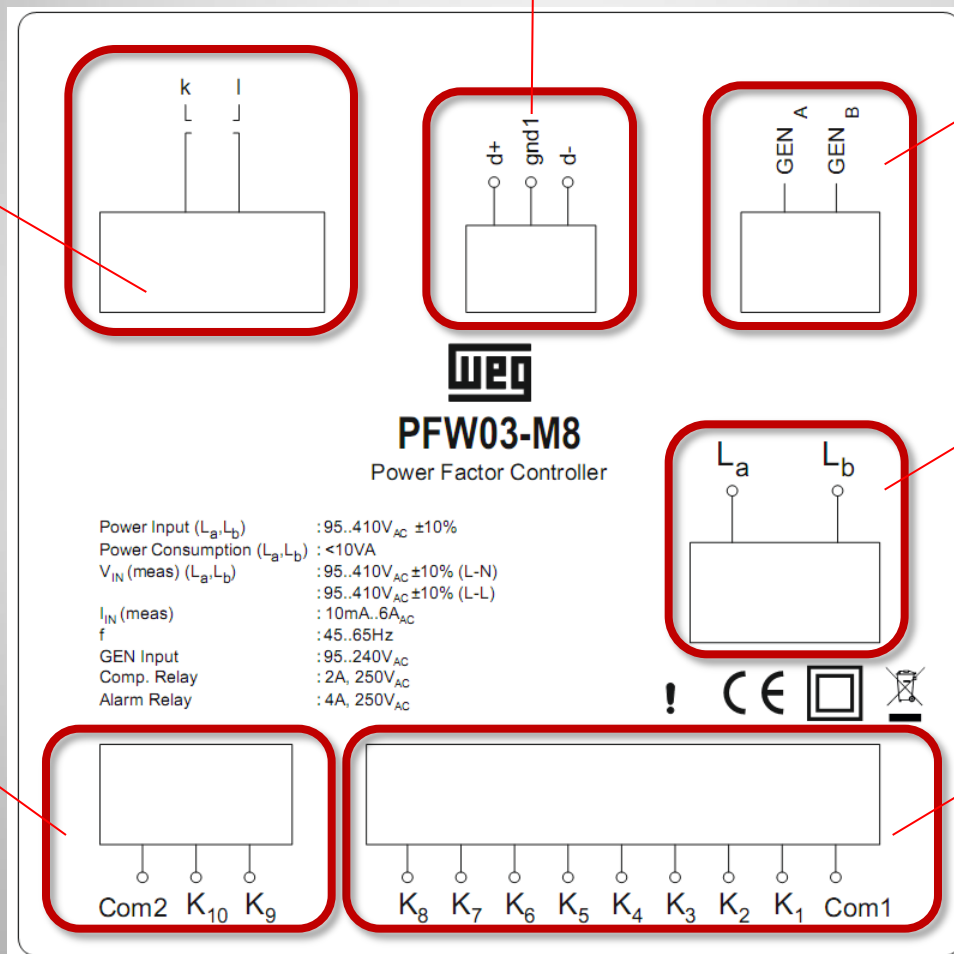 k l
d+ gnd1 d-
GEN A GEN B
WEG
PFW03-M8
Power Factor Controller
La Lb
Power Input (La,Lb) : 95..410VAC ±10%
Power Consumption (La,Lb) : <10VA
VIN (meas) (La,Lb) : 95..410VAC ±10% (L-N)
: 95..410VAC ±10% (L-L)
IIN (meas) : 10mA..6AAC
f : 45..65Hz
GEN Input : 95..240VAC
Comp. Relay : 2A, 250VAC
Alarm Relay : 4A, 250VAC
! CE
Com2 K10 K9
K8 K7 K6 K5 K4 K3 K2 K1 Com1